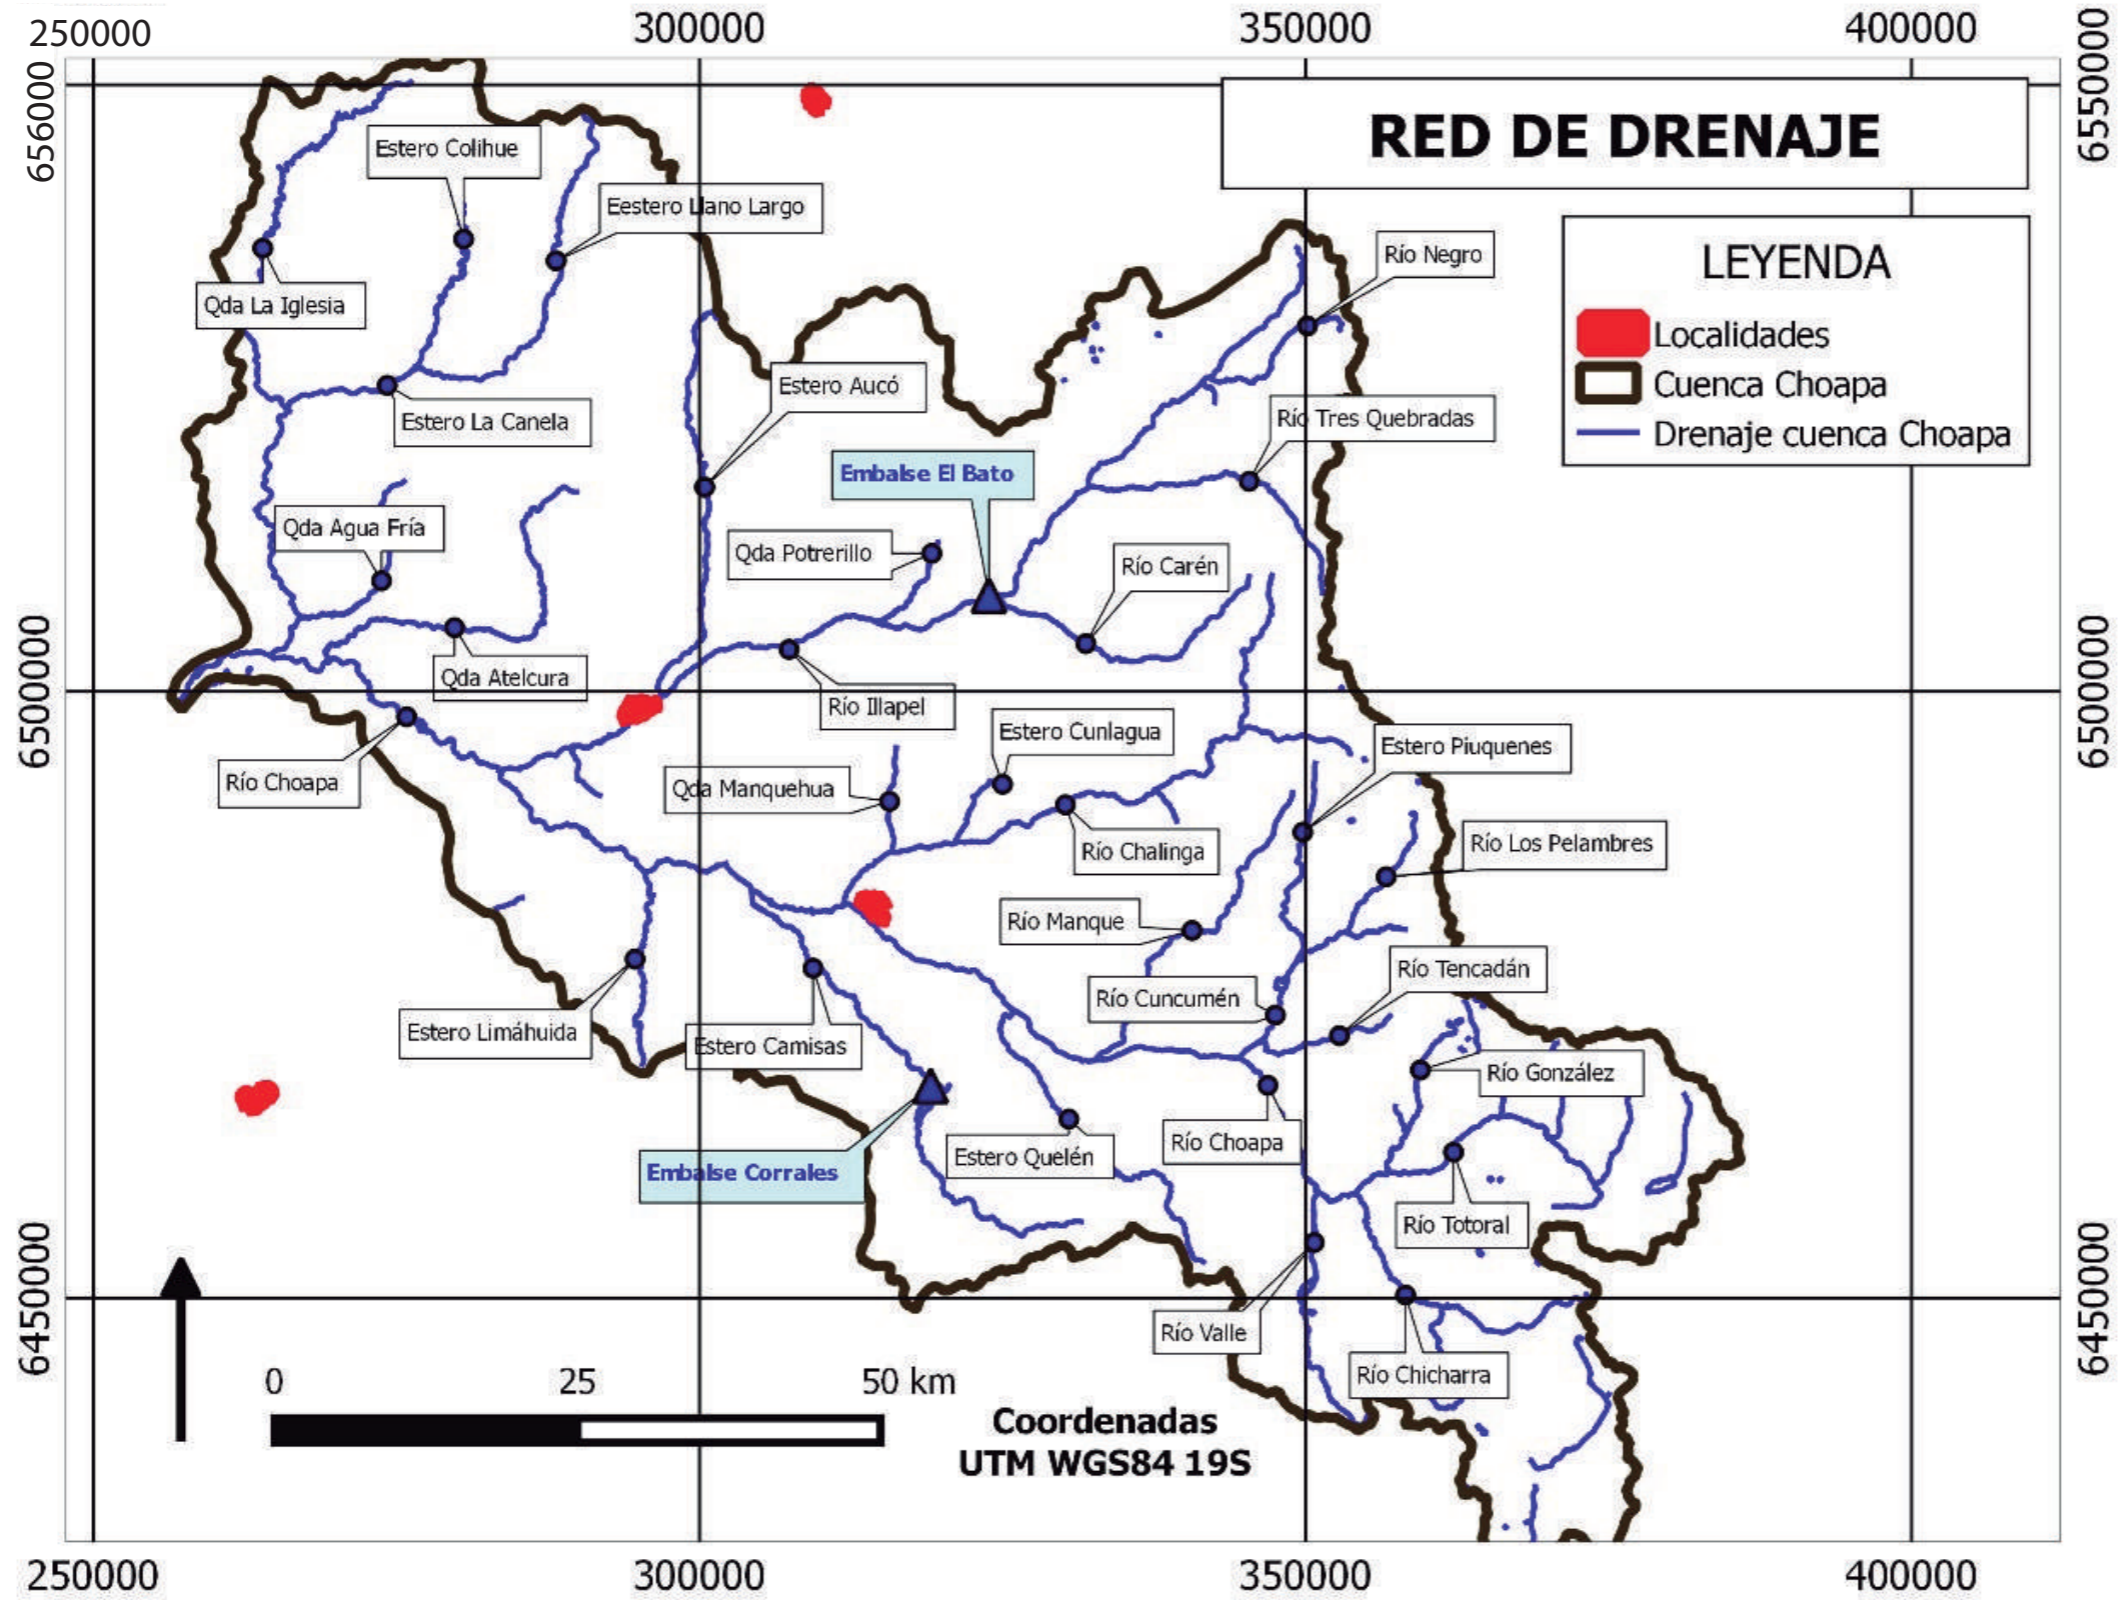 250000
300000
350000
400000
656000
6550000
RED DE DRENAJE
Estero Colihue
Eestero Llano Largo
Río Negro
LEYENDA
Localidades
Cuenca Choapa
Drenaje cuenca Choapa
Qda La Iglesia
Estero Aucó
Estero La Canela
Río Tres Quebradas
Embalse El Bato
Qda Agua Fría
Qda Potrerillo
Río Carén
Qda Atelcura
6500000
6500000
Río Illapel
Estero Cunlagua
Estero Piuquenes
Río Choapa
Qda Manquehua
Río Chalinga
Río Los Pelambres
Río Manque
Río Tencadán
Río Cuncumén
Estero Limáhuida
Estero Camisas
Río González
Río Choapa
Estero Quelén
Embalse Corrales
Río Totoral
6450000
6450000
Río Valle
Río Chicharra
0
25
50 km
Coordenadas
UTM WGS84 19S
250000
300000
350000
400000